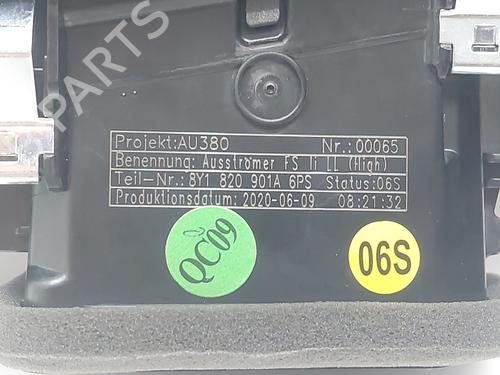 Projekt:AU380 Nr.:00065
Benennung: Ausströmer FS li LL (High)
Teil-Nr.: 8Y1 820 901A 6PS Status:06S
Produktionsdatum: 2020-06-09 08:21:32
QC09
06S
PARTS